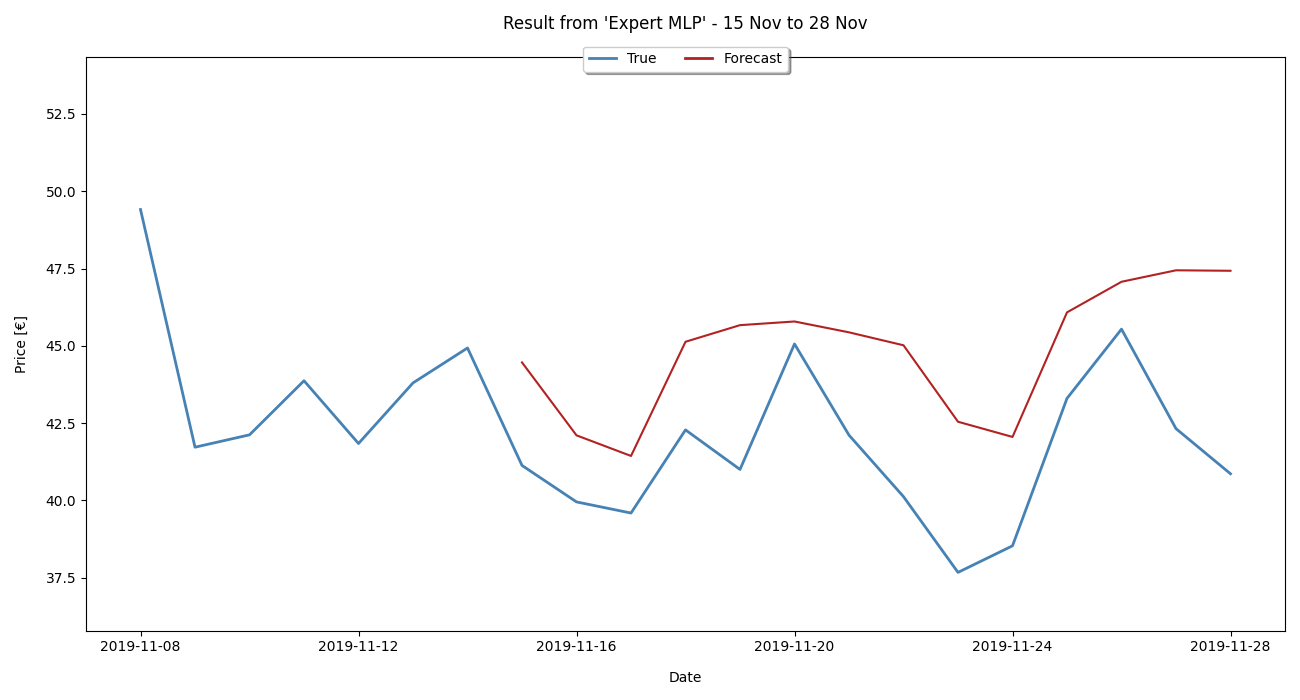 Result from 'Expert MLP' - 15 Nov to 28 Nov
True Forecast
52.5
50.0
47.5
45.0
42.5
40.0
37.5
Price [€]
2019-11-08 2019-11-12 2019-11-16 2019-11-20 2019-11-24 2019-11-28
Date